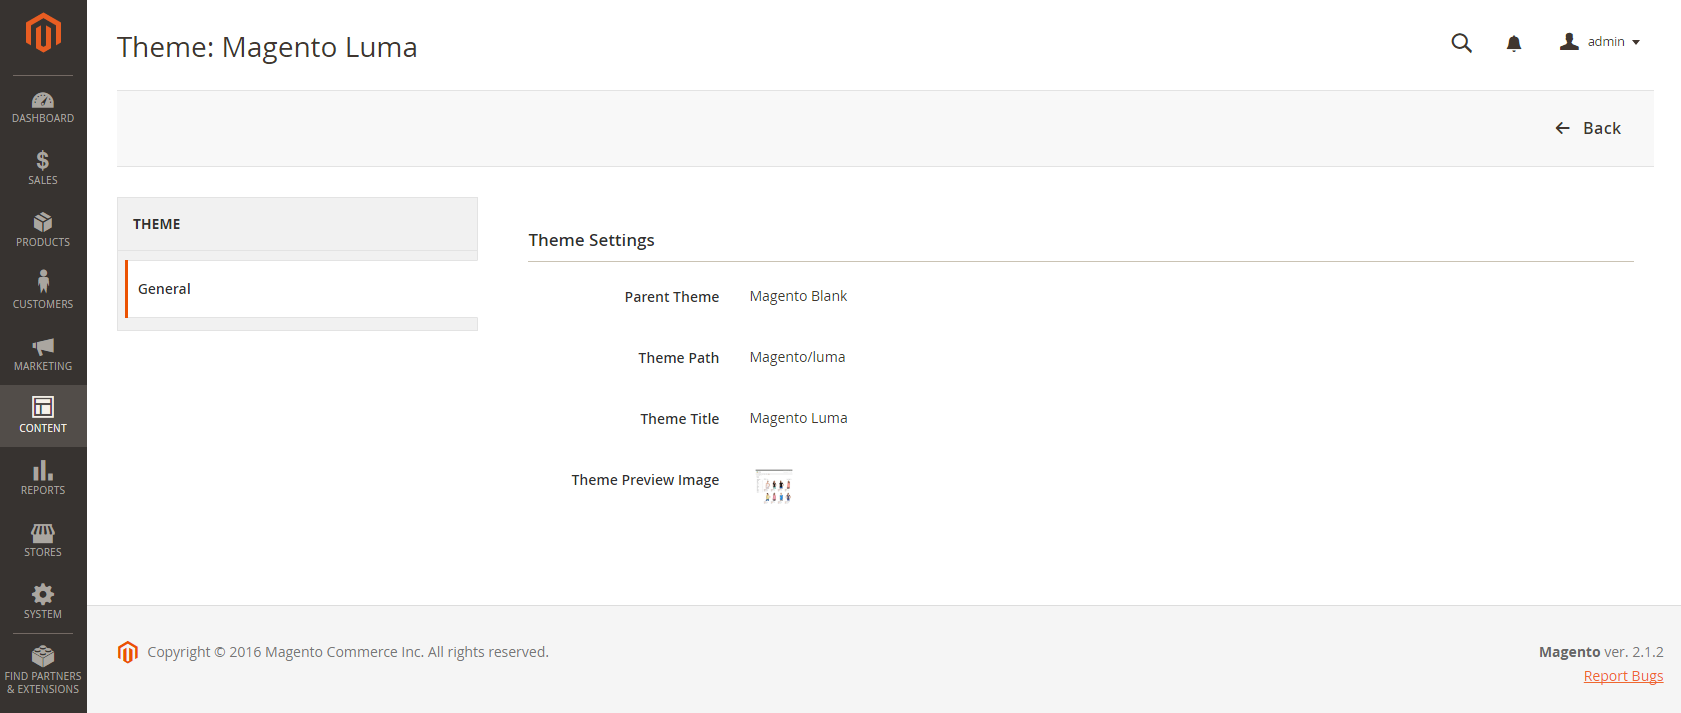 Theme: Magento Luma
admin
Back
DASHBOARD
SALES
PRODUCTS
CUSTOMERS
MARKETING
CONTENT
REPORTS
STORES
SYSTEM
FIND PARTNERS
& EXTENSIONS
THEME
General
Theme Settings
Parent Theme Magento Blank
Theme Path Magento/luma
Theme Title Magento Luma
Theme Preview Image
Copyright © 2016 Magento Commerce Inc. All rights reserved.
Magento ver. 2.1.2
Report Bugs